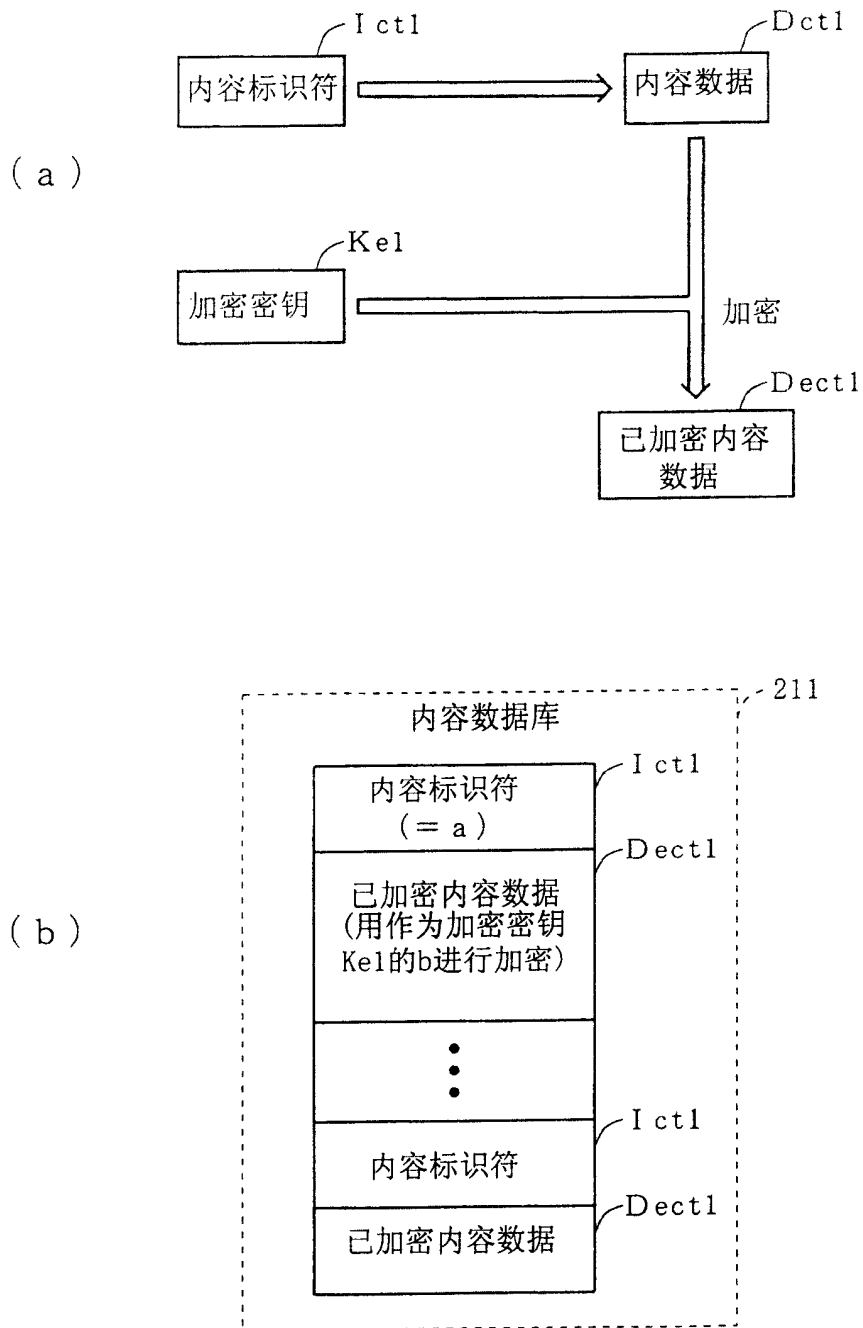 Ict1
Dct1
内容标识符
内容数据
(a)
Ke1
加密密钥
加密
Dect1
已加密内容
数据
211
内容数据库
Ict1
内容标识符
(=a)
Dect1
(b)
已加密内容数据
(用作为加密密钥
Ke1的b进行加密)
Ict1
内容标识符
Dect1
已加密内容数据